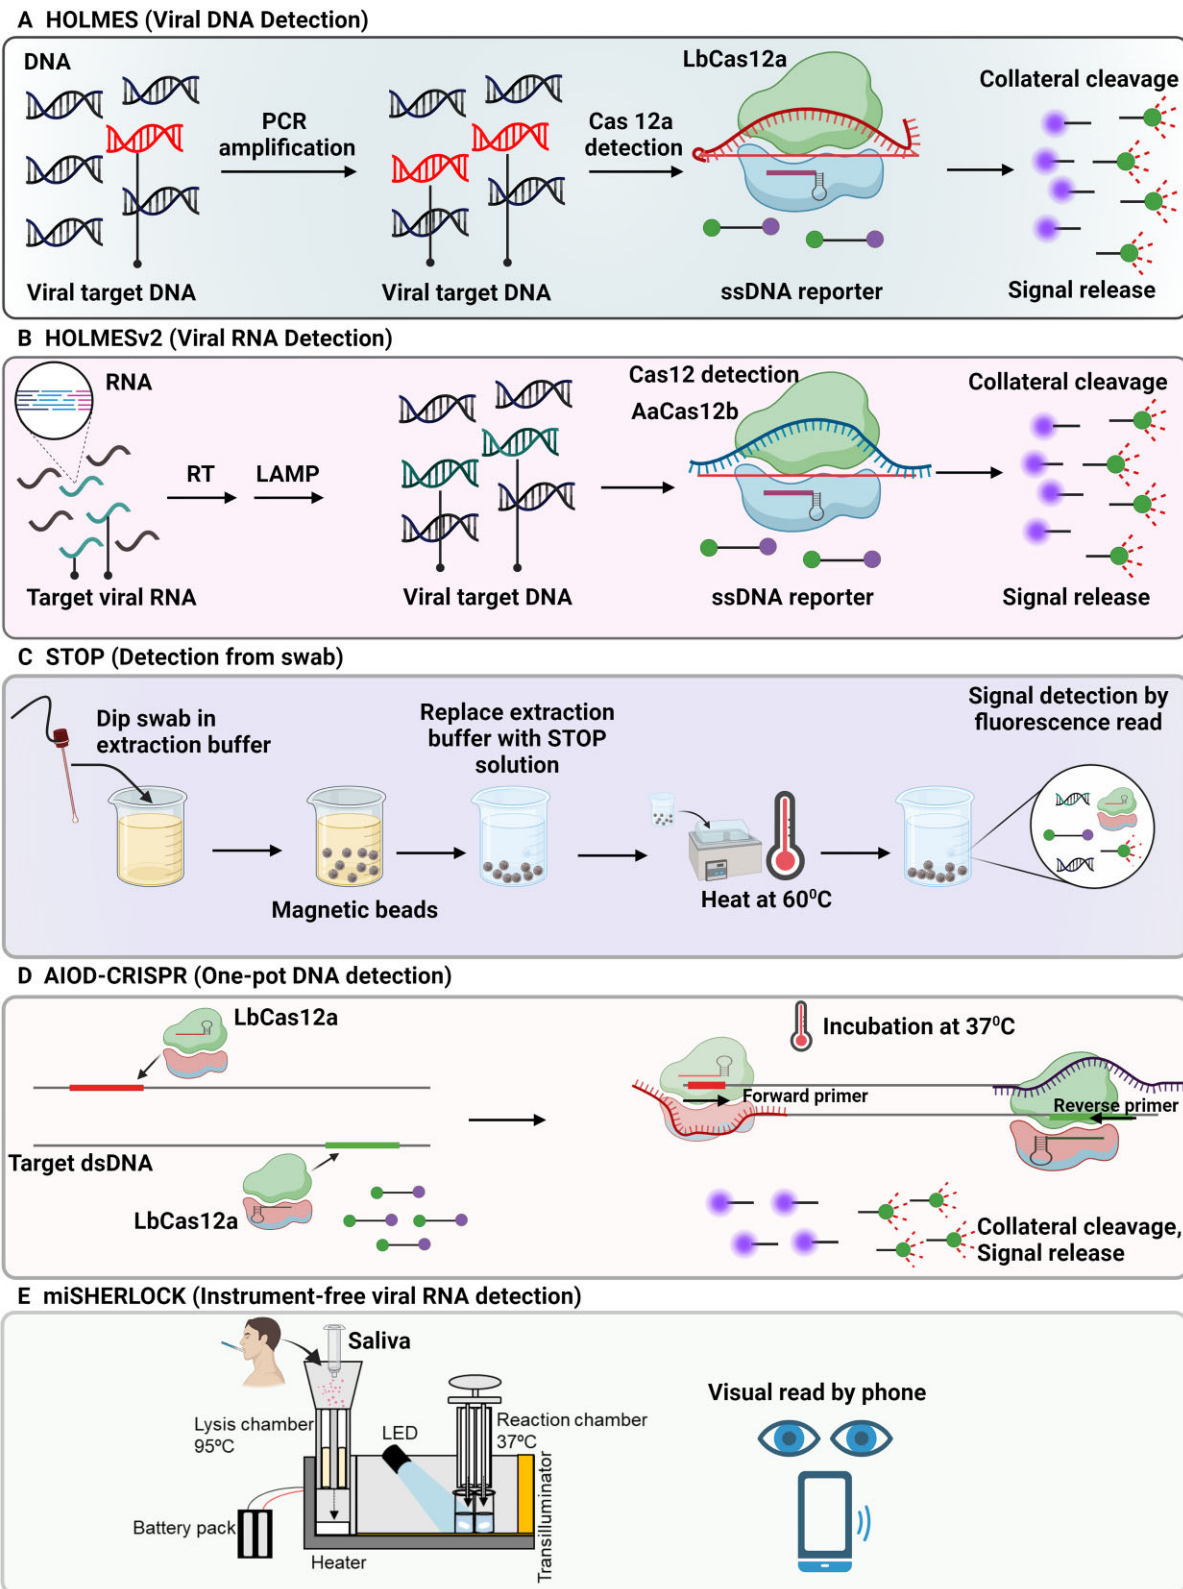 A HOLMES (Viral DNA Detection)
DNA
PCR
amplification
Cas 12a
detection
LbCas12a
Collateral cleavage
Viral target DNA
Viral target DNA
ssDNA reporter
Signal release
B HOLMESv2 (Viral RNA Detection)
RNA
RT
LAMP
Cas12 detection
AaCas12b
Collateral cleavage
Target viral RNA
Viral target DNA
ssDNA reporter
Signal release
C STOP (Detection from swab)
Dip swab in
extraction buffer
Replace extraction
buffer with STOP
solution
Signal detection by
fluorescence read
Magnetic beads
Heat at 60⁰C
D AIOD-CRISPR (One-pot DNA detection)
LbCas12a
Incubation at 37⁰C
Forward primer
Reverse primer
Target dsDNA
LbCas12a
Collateral cleavage,
Signal release
E miSHERLOCK (Instrument-free viral RNA detection)
Saliva
Lysis chamber
95ºC
LED
Reaction chamber
37ºC
Transilluminator
Battery pack
Heater
Visual read by phone